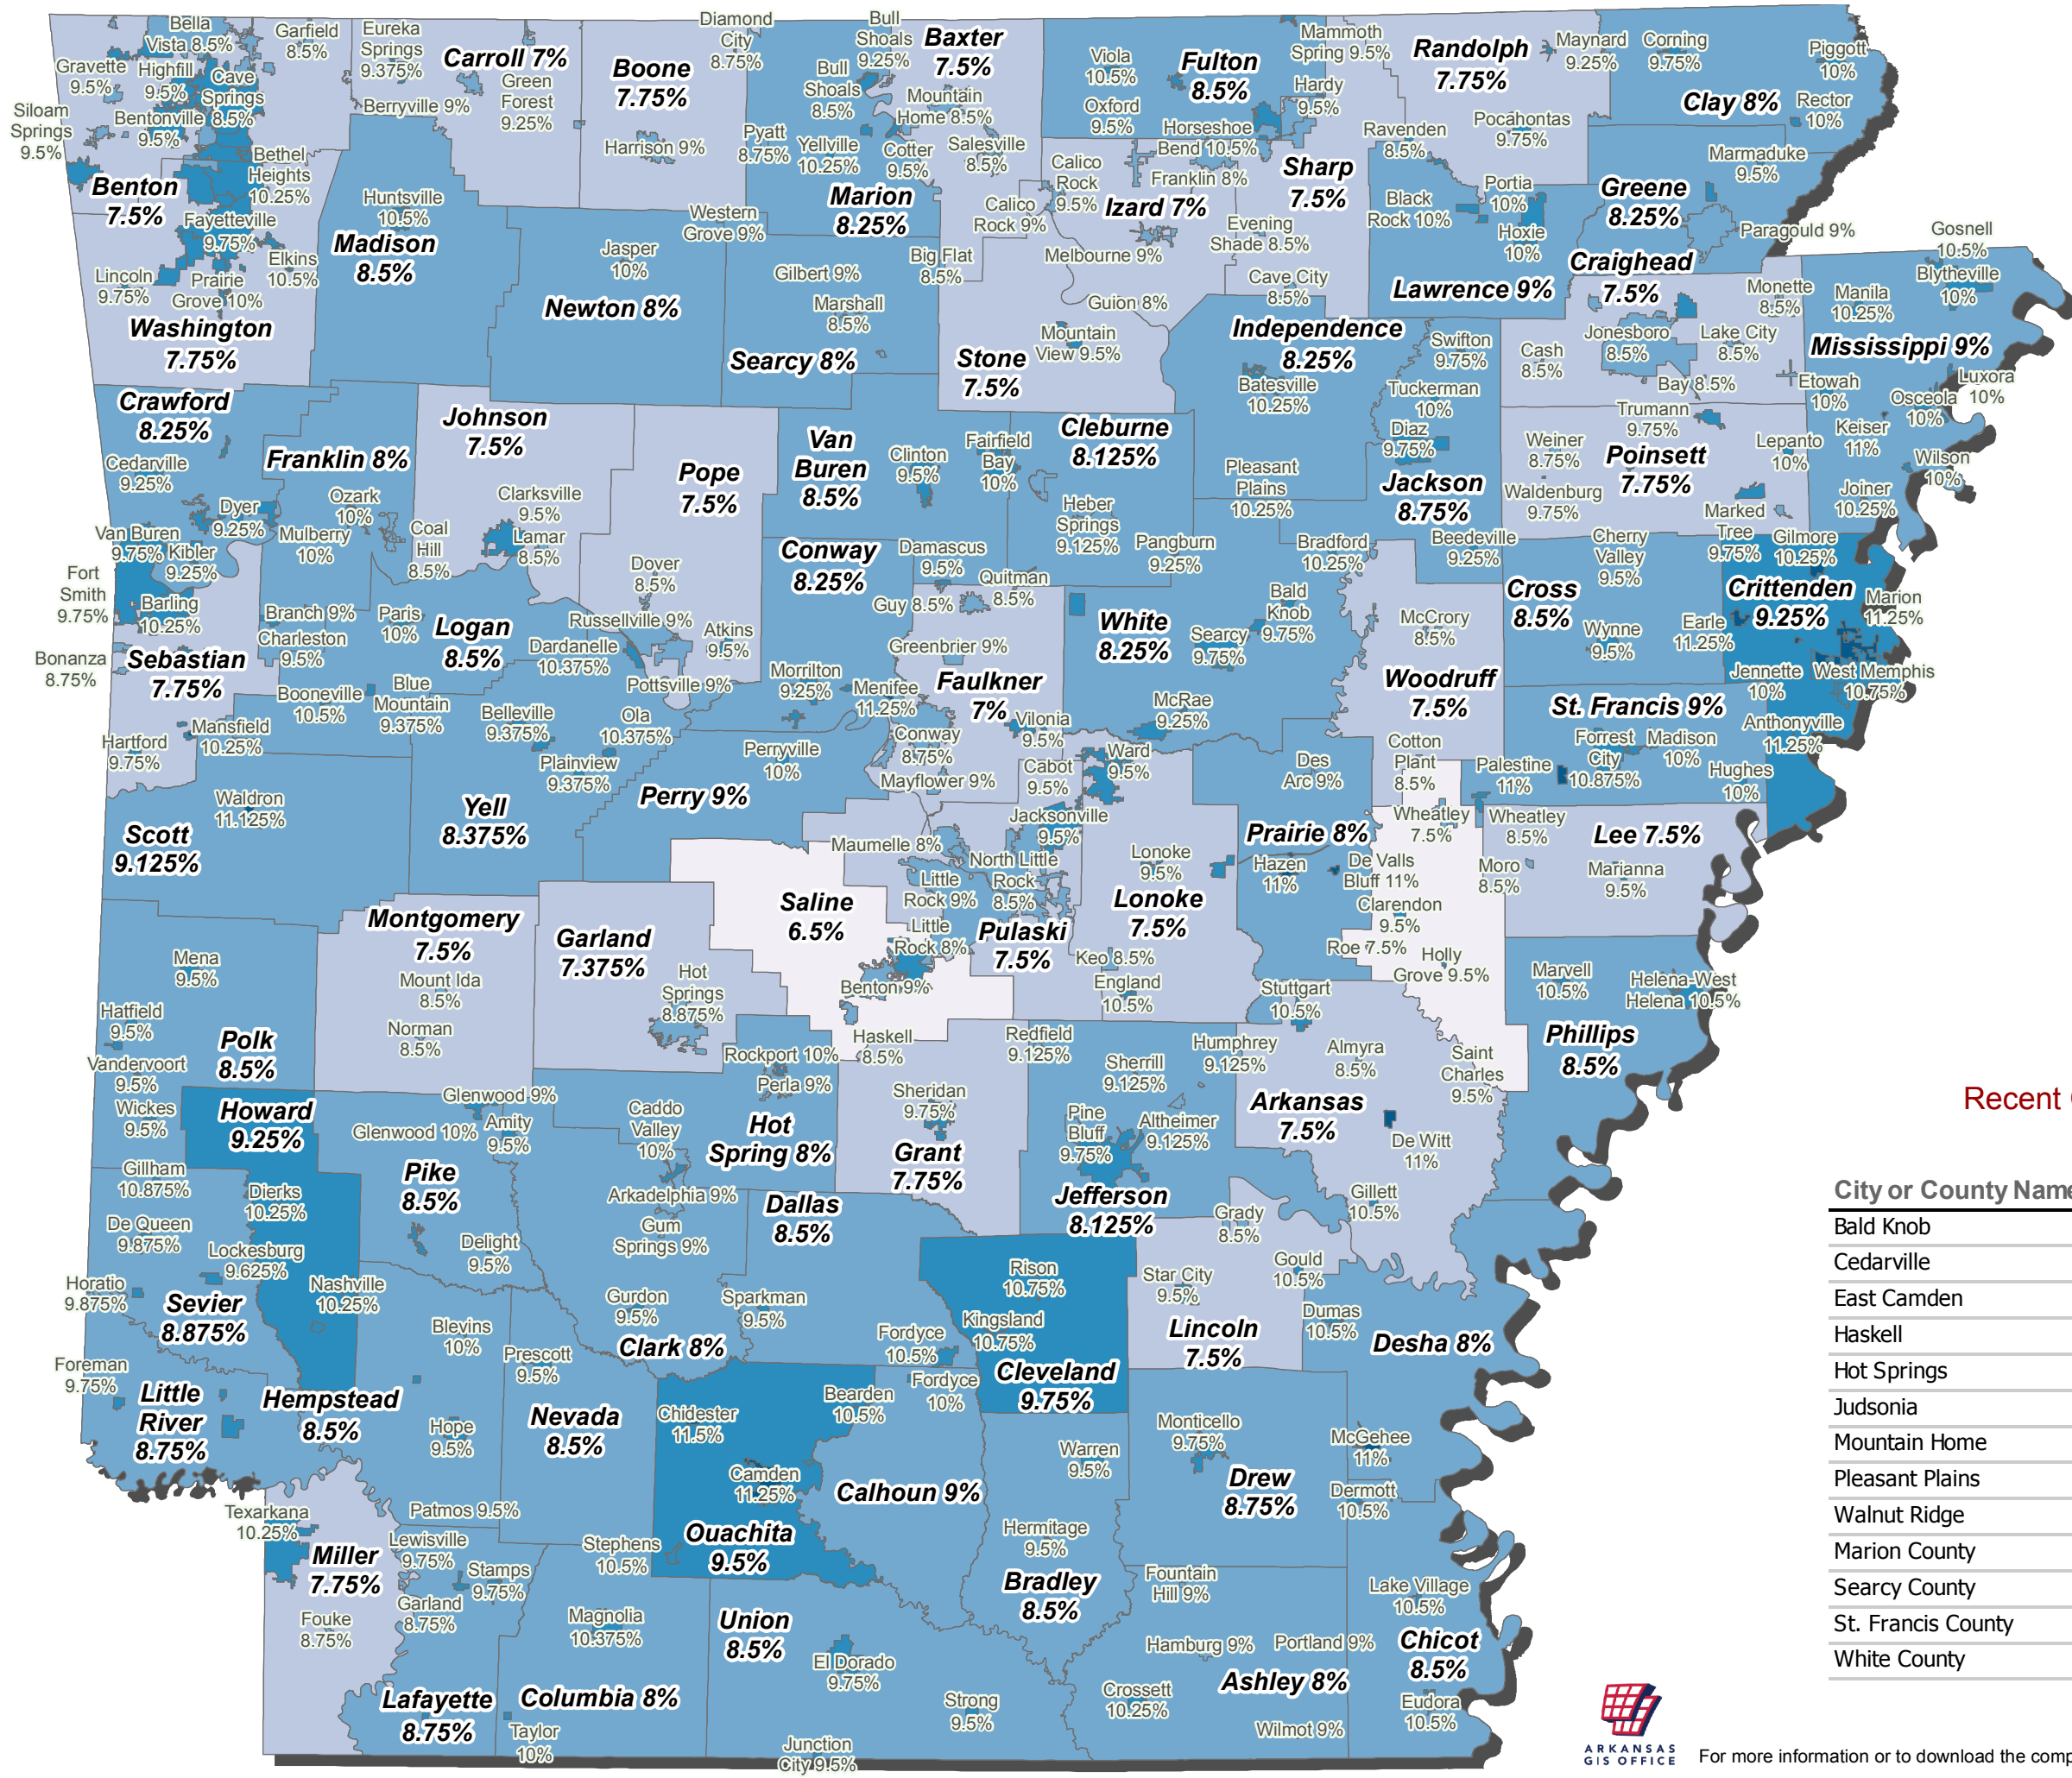 Bella
Vista 8.5%
Garfield
8.5%
Eureka
Springs
9.375%
Carroll 7%
Green
Forest
9.25%
Berryville 9%
Boone
7.75%
Harrison 9%
Diamond
City
8.75%
Bull
Shoals
9.25%
Bull
Shoals
8.5%
Baxter
7.5%
Mountain
Home 8.5%
Viola
10.5%
Oxford
9.5%
Fulton
8.5%
Mammoth
Spring 9.5%
Hardy
9.5%
Randolph
7.75%
Maynard
9.25%
Corning
9.75%
Piggott
10%
Clay 8%
Rector
10%
Gravette
9.5%
Highfill
9.5%
Cave
Springs
8.5%
Siloam
Springs
9.5%
Bentonville
9.5%
Bethel
Heights
10.25%
Benton
7.5%
Fayetteville
9.75%
Elkins
10.5%
Lincoln
9.75%
Prairie
Grove 10%
Washington
7.75%
Huntsville
10.5%
Madison
8.5%
Pyatt
8.75%
Yellville
10.25%
Cotter
9.5%
Salesville
8.5%
Marion
8.25%
Western
Grove 9%
Jasper
10%
Newton 8%
Gilbert 9%
Big Flat
8.5%
Marshall
8.5%
Searcy 8%
Horseshoe
Bend 10.5%
Calico
Rock
9.5%
Calico
Rock 9%
Franklin 8%
Izard 7%
Sharp
7.5%
Evening
Shade 8.5%
Melbourne 9%
Cave City
8.5%
Guion 8%
Mountain
View 9.5%
Stone
7.5%
Ravenden
8.5%
Pocahontas
9.75%
Black
Rock 10%
Portia
10%
Hoxie
10%
Lawrence 9%
Marmaduke
9.5%
Greene
8.25%
Paragould 9%
Craighead
7.5%
Monette
8.5%
Jonesboro
8.5%
Lake City
8.5%
Cash
8.5%
Bay 8.5%
Gosnell
10.5%
Blytheville
10%
Manila
10.25%
Mississippi 9%
Etowah
10%
Luxora
10%
Osceola
10%
Keiser
11%
Wilson
10%
Joiner
10.25%
Independence
8.25%
Batesville
10.25%
Pleasant
Plains
10.25%
Swifton
9.75%
Tuckerman
10%
Diaz
9.75%
Jackson
8.75%
Beedeville
9.25%
Trumann
9.75%
Weiner
8.75%
Poinsett
7.75%
Lepanto
10%
Waldenburg
9.75%
Marked
Tree
9.75%
Crawford
8.25%
Cedarville
9.25%
Dyer
9.25%
Van Buren
9.75%
Kibler
9.25%
Mulberry
10%
Franklin 8%
Ozark
10%
Johnson
7.5%
Clarksville
9.5%
Coal
Hill
8.5%
Lamar
8.5%
Pope
7.5%
Dover
8.5%
Russellville 9%
Atkins
9.5%
Pottsville 9%
Van
Buren
8.5%
Clinton
9.5%
Fairfield
Bay
10%
Damascus
9.5%
Cleburne
8.125%
Heber
Springs
9.125%
Quitman
8.5%
Pangburn
9.25%
Conway
8.25%
Morrilton
9.25%
Menifee
11.25%
Guy 8.5%
Greenbrier 9%
Faulkner
7%
Vilonia
9.5%
Conway
8.75%
Mayflower 9%
White
8.25%
Searcy
9.75%
Bald
Knob
9.75%
Bradford
10.25%
McRae
9.25%
McCrory
8.5%
Woodruff
7.5%
Cotton
Plant
8.5%
Cherry
Valley
9.5%
Cross
8.5%
Wynne
9.5%
Gilmore
10.25%
Crittenden
9.25%
Marion
11.25%
Earle
11.25%
Jennette
10%
West Memphis
10.75%
Anthonyville
11.25%
St. Francis 9%
Forrest
City
10.875%
Madison
10%
Hughes
10%
Palestine
11%
Wheatley
7.5%
Wheatley
8.5%
Lee 7.5%
Moro
8.5%
Marianna
9.5%
Fort
Smith
9.75%
Barling
10.25%
Bonanza
8.75%
Sebastian
7.75%
Hartford
9.75%
Mansfield
10.25%
Branch 9%
Charleston
9.5%
Paris
10%
Logan
8.5%
Booneville
10.5%
Blue
Mountain
9.375%
Dardanelle
10.375%
Belleville
9.375%
Ola
10.375%
Plainview
9.375%
Yell
8.375%
Waldron
11.125%
Scott
9.125%
Perryville
10%
Perry 9%
Cabot
9.5%
Ward
9.5%
Jacksonville
9.5%
Maumelle 8%
North Little
Rock
8.5%
Little
Rock 9%
Little
Rock 8%
Pulaski
7.5%
Lonoke
9.5%
Lonoke
7.5%
Keo 8.5%
England
10.5%
Des
Arc 9%
Prairie 8%
Hazen
11%
De Valls
Bluff 11%
Clarendon
9.5%
Roe 7.5%
Holly
Grove 9.5%
Saline
6.5%
Benton 9%
Haskell
8.5%
Montgomery
7.5%
Mount Ida
8.5%
Norman
8.5%
Garland
7.375%
Hot
Springs
8.875%
Mena
9.5%
Hatfield
9.5%
Polk
8.5%
Vandervoort
9.5%
Wickes
9.5%
Rockport 10%
Perla 9%
Hot
Spring 8%
Redfield
9.125%
Sherrill
9.125%
Humphrey
9.125%
Pine
Bluff
9.75%
Altheimer
9.125%
Jefferson
8.125%
Sheridan
9.75%
Grant
7.75%
Stuttgart
10.5%
Almyra
8.5%
Saint
Charles
9.5%
Arkansas
7.5%
De Witt
11%
Gillett
10.5%
Marvell
10.5%
Helena-West
Helena 10.5%
Phillips
8.5%
Howard
9.25%
Dierks
10.25%
Nashville
10.25%
Glenwood 9%
Glenwood 10%
Amity
9.5%
Pike
8.5%
Delight
9.5%
Caddo
Valley
10%
Arkadelphia 9%
Gum
Springs 9%
Gurdon
9.5%
Clark 8%
Dallas
8.5%
Sparkman
9.5%
Fordyce
10.5%
Fordyce
10%
Gillham
10.875%
De Queen
9.875%
Lockesburg
9.625%
Horatio
9.875%
Sevier
8.875%
Foreman
9.75%
Little
River
8.75%
Hempstead
8.5%
Blevins
10%
Hope
9.5%
Patmos 9.5%
Prescott
9.5%
Nevada
8.5%
Rison
10.75%
Kingsland
10.75%
Cleveland
9.75%
Grady
8.5%
Star City
9.5%
Gould
10.5%
Lincoln
7.5%
Dumas
10.5%
Desha 8%
McGehee
11%
Chidester
11.5%
Bearden
10.5%
Camden
11.25%
Ouachita
9.5%
Stephens
10.5%
Calhoun 9%
Warren
9.5%
Hermitage
9.5%
Bradley
8.5%
Monticello
9.75%
Drew
8.75%
Dermott
10.5%
Texarkana
10.25%
Miller
7.75%
Fouke
8.75%
Lewisville
9.75%
Stamps
9.75%
Garland
8.75%
Lafayette
8.75%
Magnolia
10.375%
Columbia 8%
Taylor
10%
Union
8.5%
El Dorado
9.75%
Strong
9.5%
Junction
City 9.5%
Fountain
Hill 9%
Hamburg 9%
Portland 9%
Crossett
10.25%
Ashley 8%
Wilmot 9%
Lake Village
10.5%
Chicot
8.5%
Eudora
10.5%
Recent
City or County Name
Bald Knob
Cedarville
East Camden
Haskell
Hot Springs
Judsonia
Mountain Home
Pleasant Plains
Walnut Ridge
Marion County
Searcy County
St. Francis County
White County
ARKANSAS
GIS OFFICE
For more information or to download the comp